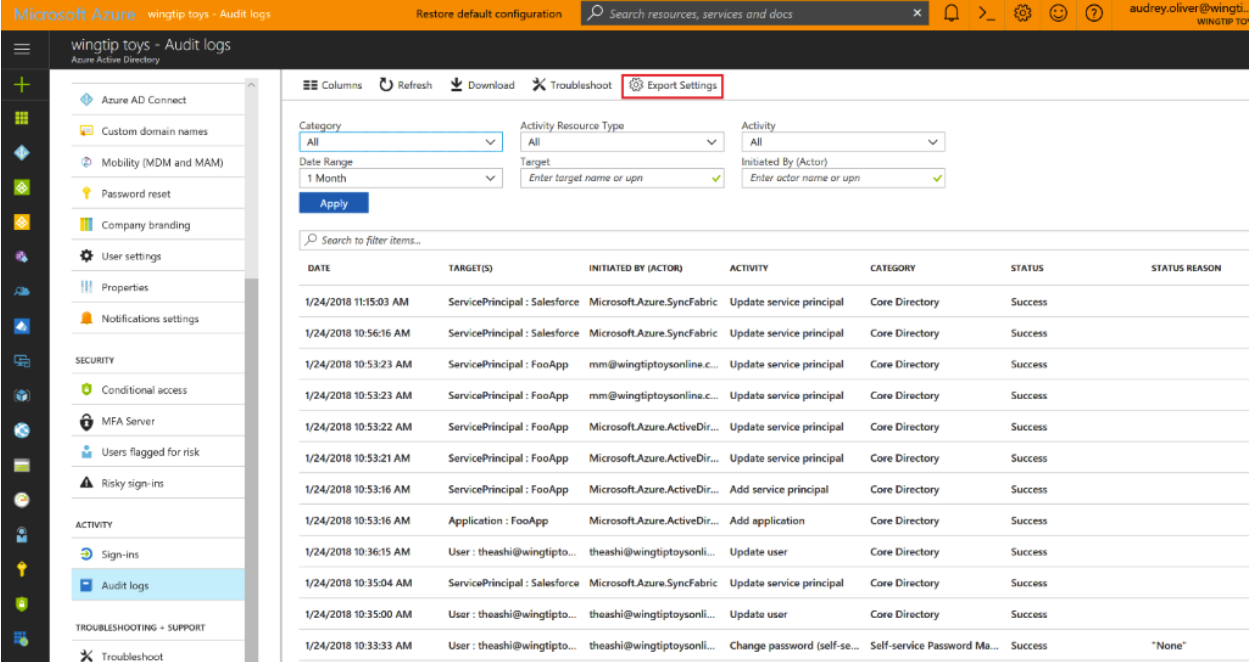 Microsoft Azure wingtip toys - Audit logs Restore default configuration Search resources, services and docs audrey.oliver@wingti...
WINGTIP TOY
wingtip toys - Audit logs
Azure Active Directory
Azure AD Connect
Custom domain names
Mobility (MDM and MAM)
Password reset
Company branding
User settings
Properties
Notifications settings
SECURITY
Conditional access
MFA Server
Users flagged for risk
Risky sign-ins
ACTIVITY
Sign-ins
Audit logs
TROUBLESHOOTING + SUPPORT
Troubleshoot
Columns Refresh Download Troubleshoot Export Settings
Category Activity Resource Type Activity
All All All
Date Range Target Initiated By (Actor)
1 Month Enter target name or upn Enter actor name or upn
Apply
Search to filter items...
DATE TARGET(S) INITIATED BY (ACTOR) ACTIVITY CATEGORY STATUS STATUS REASON
1/24/2018 11:15:03 AM ServicePrincipal : Salesforce Microsoft.Azure.SyncFabric Update service principal Core Directory Success
1/24/2018 10:56:16 AM ServicePrincipal : Salesforce Microsoft.Azure.SyncFabric Update service principal Core Directory Success
1/24/2018 10:53:23 AM ServicePrincipal : FooApp mm@wingtiptoysonline.c... Update service principal Core Directory Success
1/24/2018 10:53:23 AM ServicePrincipal : FooApp mm@wingtiptoysonline.c... Update service principal Core Directory Success
1/24/2018 10:53:22 AM ServicePrincipal : FooApp Microsoft.Azure.ActiveDir... Update service principal Core Directory Success
1/24/2018 10:53:21 AM ServicePrincipal : FooApp Microsoft.Azure.ActiveDir... Update service principal Core Directory Success
1/24/2018 10:53:16 AM ServicePrincipal : FooApp Microsoft.Azure.ActiveDir... Add service principal Core Directory Success
1/24/2018 10:53:16 AM Application : FooApp Microsoft.Azure.ActiveDir... Add application Core Directory Success
1/24/2018 10:36:15 AM User : theashi@wingtipto... theashi@wingtiptoysonli... Update user Core Directory Success
1/24/2018 10:35:04 AM ServicePrincipal : Salesforce Microsoft.Azure.SyncFabric Update service principal Core Directory Success
1/24/2018 10:35:00 AM User : theashi@wingtipto... theashi@wingtiptoysonli... Update user Core Directory Success
1/24/2018 10:33:33 AM User : theashi@wingtipto... theashi@wingtiptoysonli... Change password (self-se... Self-service Password Ma... Success "None"